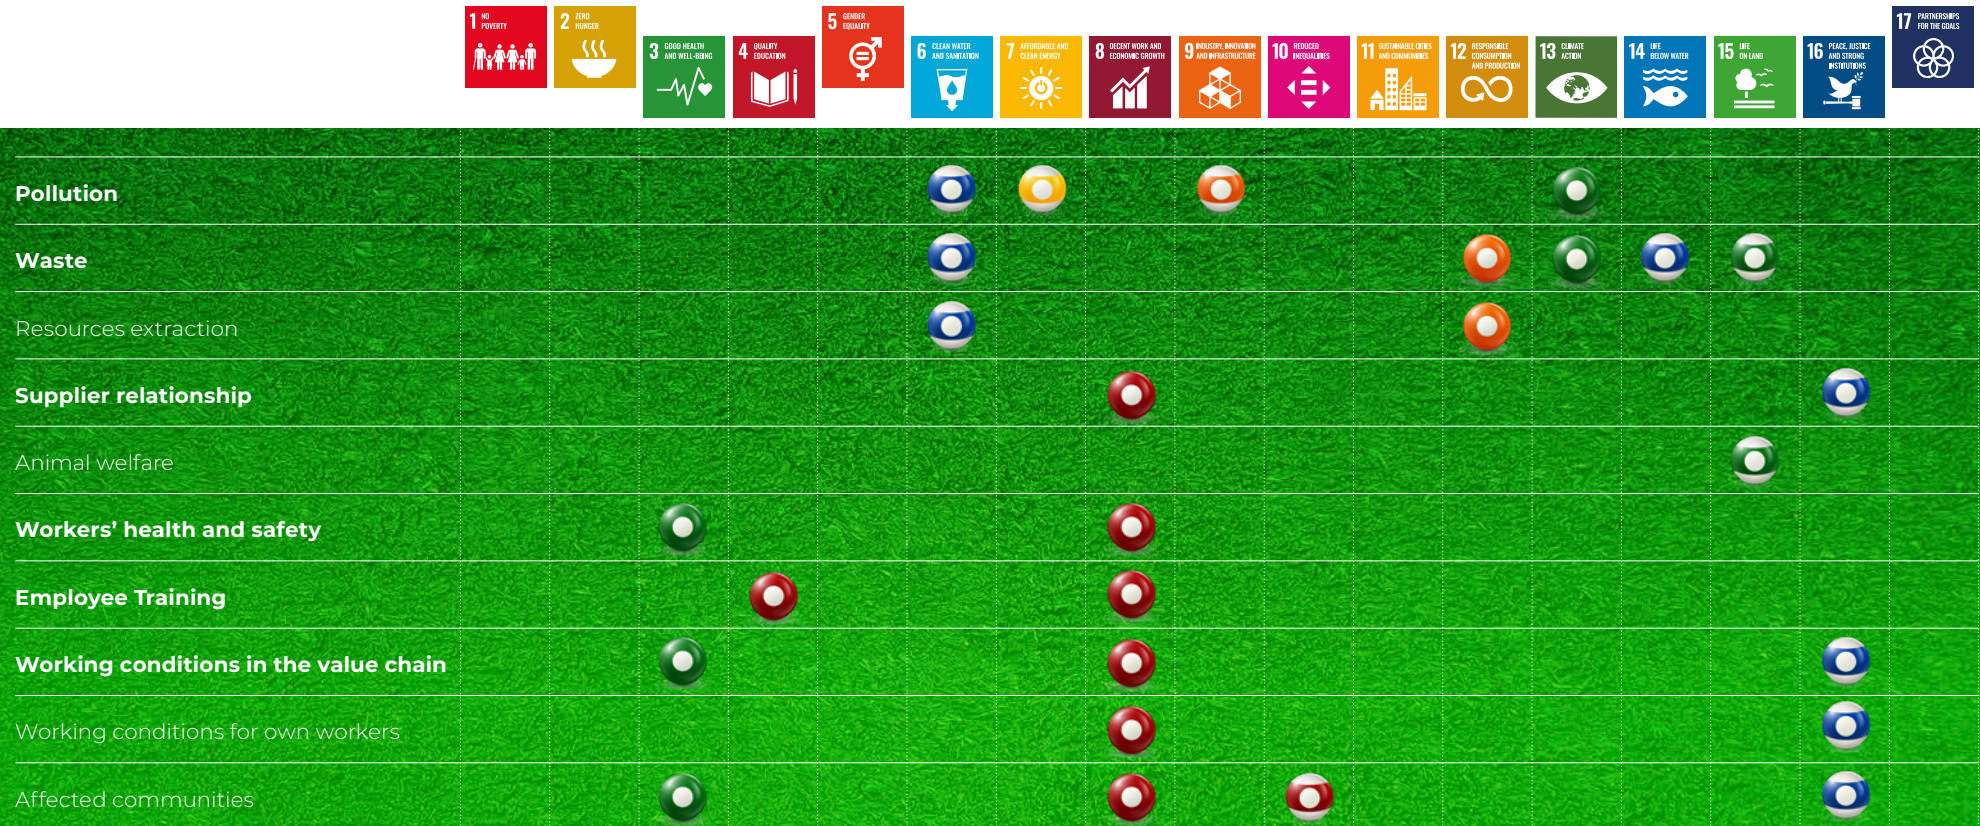 1 NO
POVERTY
2 ZERO
HUNGER
3 GOOD HEALTH
AND WELL-BEING
4 QUALITY
EDUCATION
5 GENDER
EQUALITY
6 CLEAN WATER
AND SANITATION
7 AFFORDABLE AND
CLEAN ENERGY
8 DECENT WORK AND
ECONOMIC GROWTH
9 INDUSTRY, INNOVATION
AND INFRASTRUCTURE
10 REDUCED
INEQUALITIES
11 SUSTAINABLE CITIES
AND COMMUNITIES
12 RESPONSIBLE
CONSUMPTION
AND PRODUCTION
13 CLIMATE
ACTION
14 LIFE
BELOW WATER
15 LIFE
ON LAND
16 PEACE, JUSTICE
AND STRONG
INSTITUTIONS
17 PARTNERSHIPS
FOR THE GOALS
Pollution
Waste
Resources extraction
Supplier relationship
Animal welfare
Workers’ health and safety
Employee Training
Working conditions in the value chain
Working conditions for own workers
Affected communities